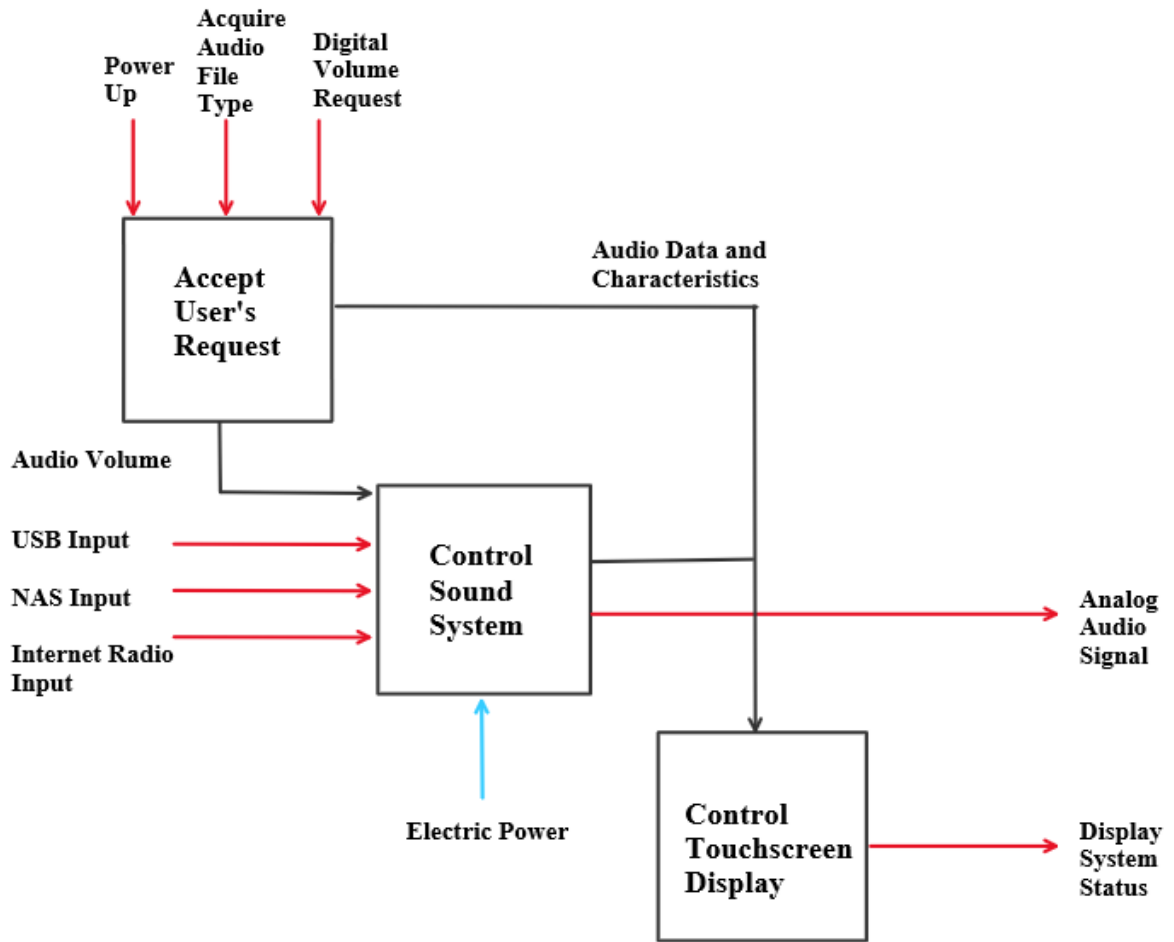 Power
Up
Acquire
Audio
File
Type
Digital
Volume
Request
Accept
User's
Request
Audio Data and
Characteristics
Audio Volume
USB Input
NAS Input
Internet Radio
Input
Control
Sound
System
Analog
Audio
Signal
Electric Power
Control
Touchscreen
Display
Display
System
Status